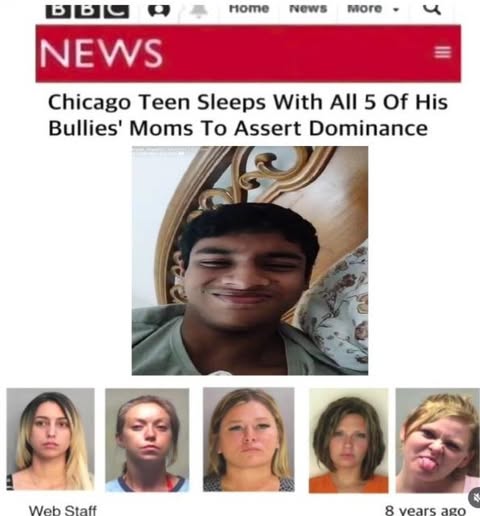 BBC Home News More
NEWS
Chicago Teen Sleeps With All 5 Of His
Bullies' Moms To Assert Dominance
Web Staff 8 years ago